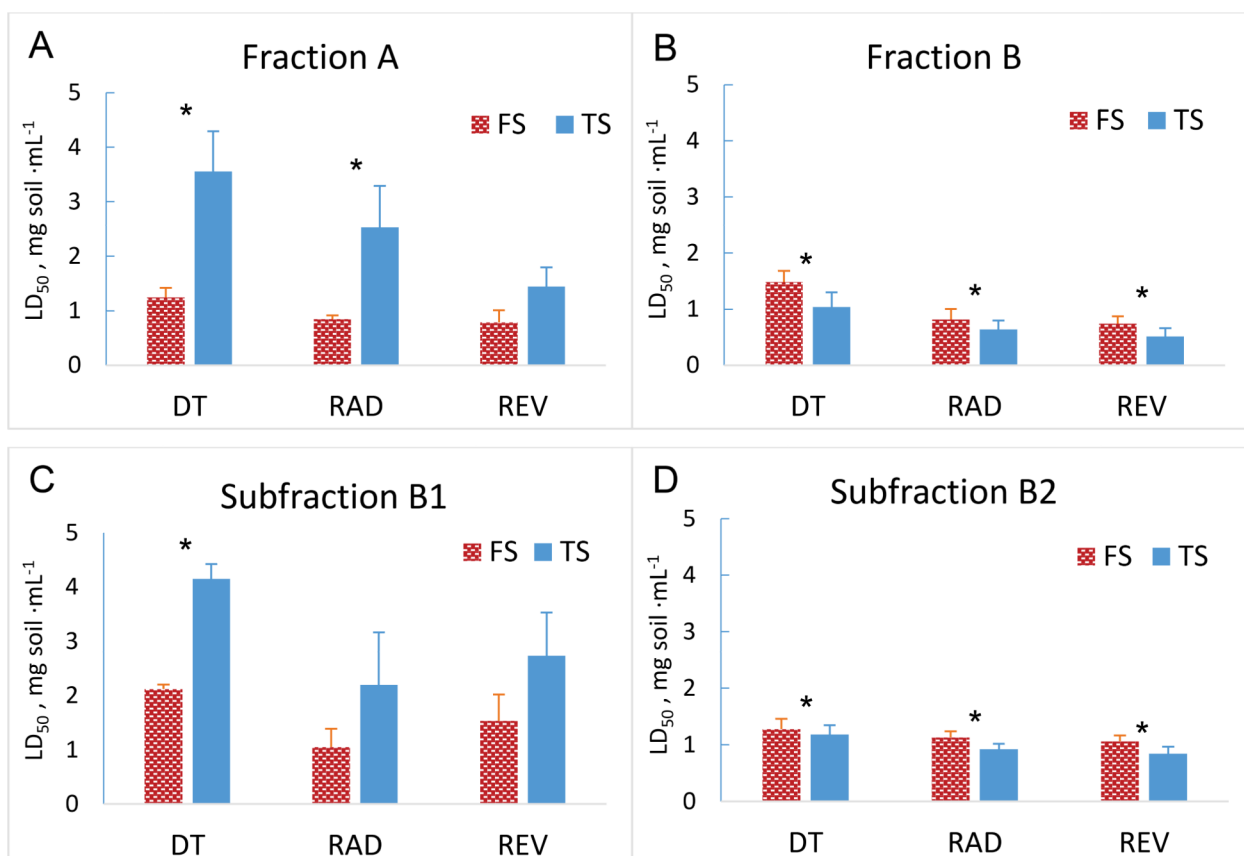 A
Fraction A
LD₅₀ , mg soil ·mL⁻¹
5
4
3
2
1
0
FS TS
*
*
DT RAD REV
B
Fraction B
LD₅₀ , mg soil ·mL⁻¹
5
4
3
2
1
0
FS TS
*
*
*
DT RAD REV
C
Subfraction B1
LD₅₀ , mg soil ·mL⁻¹
5
4
3
2
1
0
FS TS
*
DT RAD REV
D
Subfraction B2
LD₅₀ , mg soil ·mL⁻¹
5
4
3
2
1
0
FS TS
*
*
*
DT RAD REV